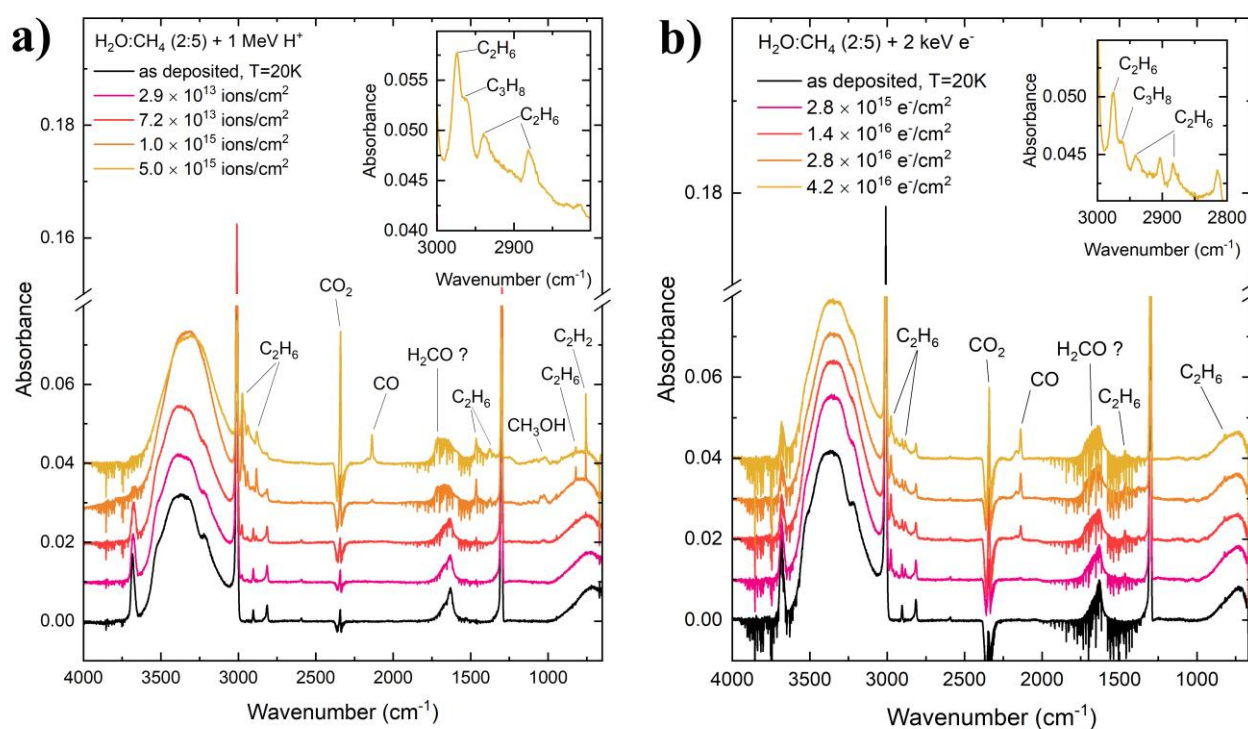 a)
H₂O:CH₄ (2:5) + 1 MeV H⁺
as deposited, T=20K
2.9 × 10¹³ ions/cm²
7.2 × 10¹³ ions/cm²
1.0 × 10¹⁵ ions/cm²
5.0 × 10¹⁵ ions/cm²
C₂H₆
C₃H₈
C₂H₆
0.055
0.050
0.045
0.040
Absorbance
3000 2900
Wavenumber (cm⁻¹)
0.18
0.16
0.06
0.04
0.02
0.00
Absorbance
C₂H₆
CO₂
CO
H₂CO ?
C₂H₆
CH₃OH
C₂H₆
C₂H₂
4000 3500 3000 2500 2000 1500 1000
Wavenumber (cm⁻¹)
b)
H₂O:CH₄ (2:5) + 2 keV e⁻
as deposited, T=20K
2.8 × 10¹⁵ e⁻/cm²
1.4 × 10¹⁶ e⁻/cm²
2.8 × 10¹⁶ e⁻/cm²
4.2 × 10¹⁶ e⁻/cm²
C₂H₆
C₃H₈
C₂H₆
0.050
0.045
Absorbance
3000 2900 2800
Wavenumber (cm⁻¹)
0.18
0.06
0.04
0.02
0.00
Absorbance
C₂H₆
CO₂
CO
H₂CO ?
C₂H₆
C₂H₆
4000 3500 3000 2500 2000 1500 1000
Wavenumber (cm⁻¹)